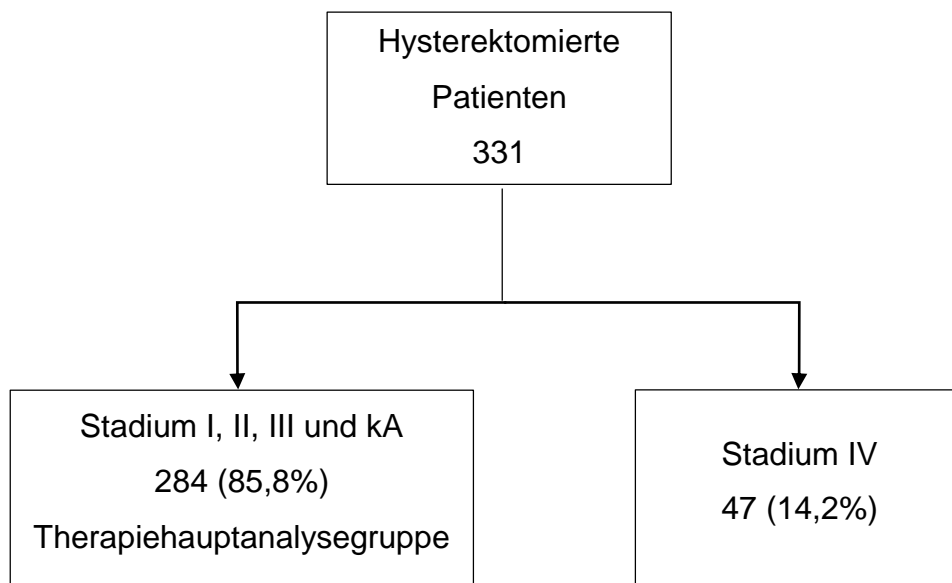 Hysterektomierte
Patienten
331
Stadium I, II, III und kA
284 (85,8%)
Therapiehauptanalysegruppe
Stadium IV
47 (14,2%)